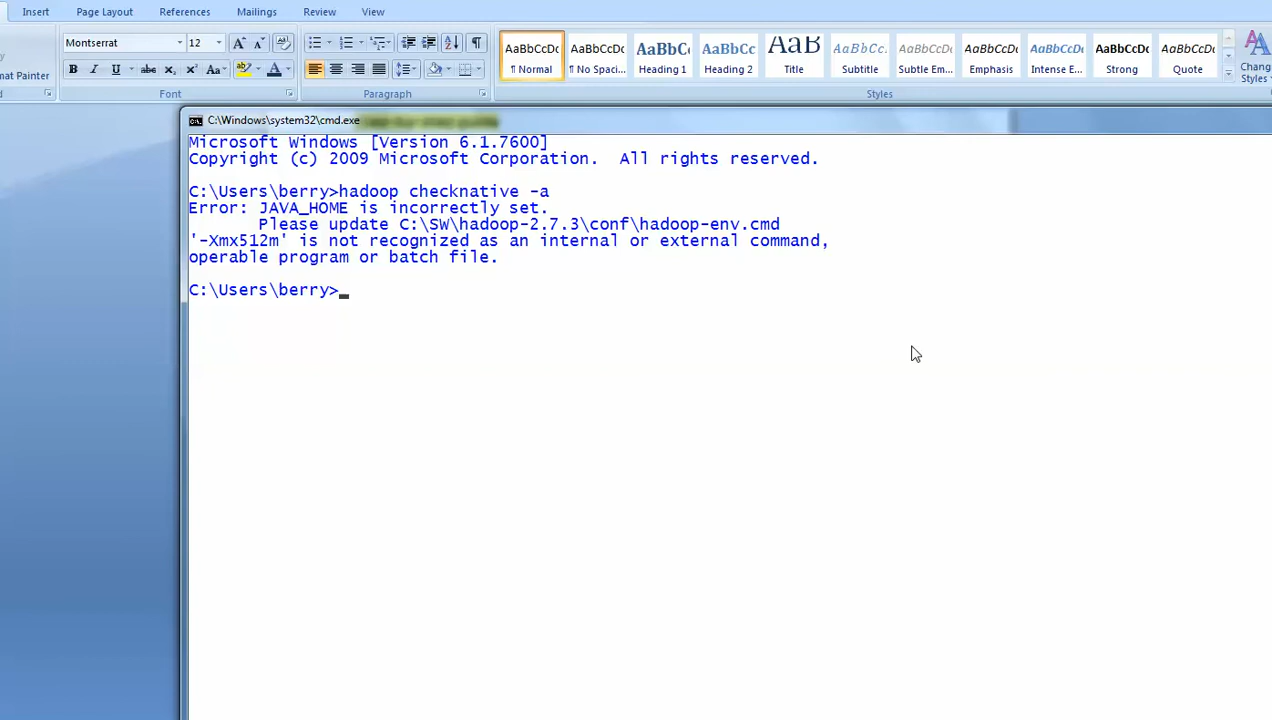 Insert Page Layout References Mailings Review View
Montserrat 12
AaBbCcDc AaBbCcDc AaBbC AaBbCc AaB AaBbCc. AaBbCcDc AaBbCcDc AaBbCcDc AaBbCcDc AaBbCcDc
mat Painter
¶ Normal ¶ No Spaci... Heading 1 Heading 2 Title Subtitle Subtle Em... Emphasis Intense E... Strong Quote
Styles
Font Paragraph Styles
C:\Windows\system32\cmd.exe
Microsoft Windows [Version 6.1.7600]
Copyright (c) 2009 Microsoft Corporation.  All rights reserved.
C:\Users\berry>hadoop checknative -a
Error: JAVA_HOME is incorrectly set.
Please update C:\SW\hadoop-2.7.3\conf\hadoop-env.cmd
'-Xmx512m' is not recognized as an internal or external command,
operable program or batch file.
C:\Users\berry>